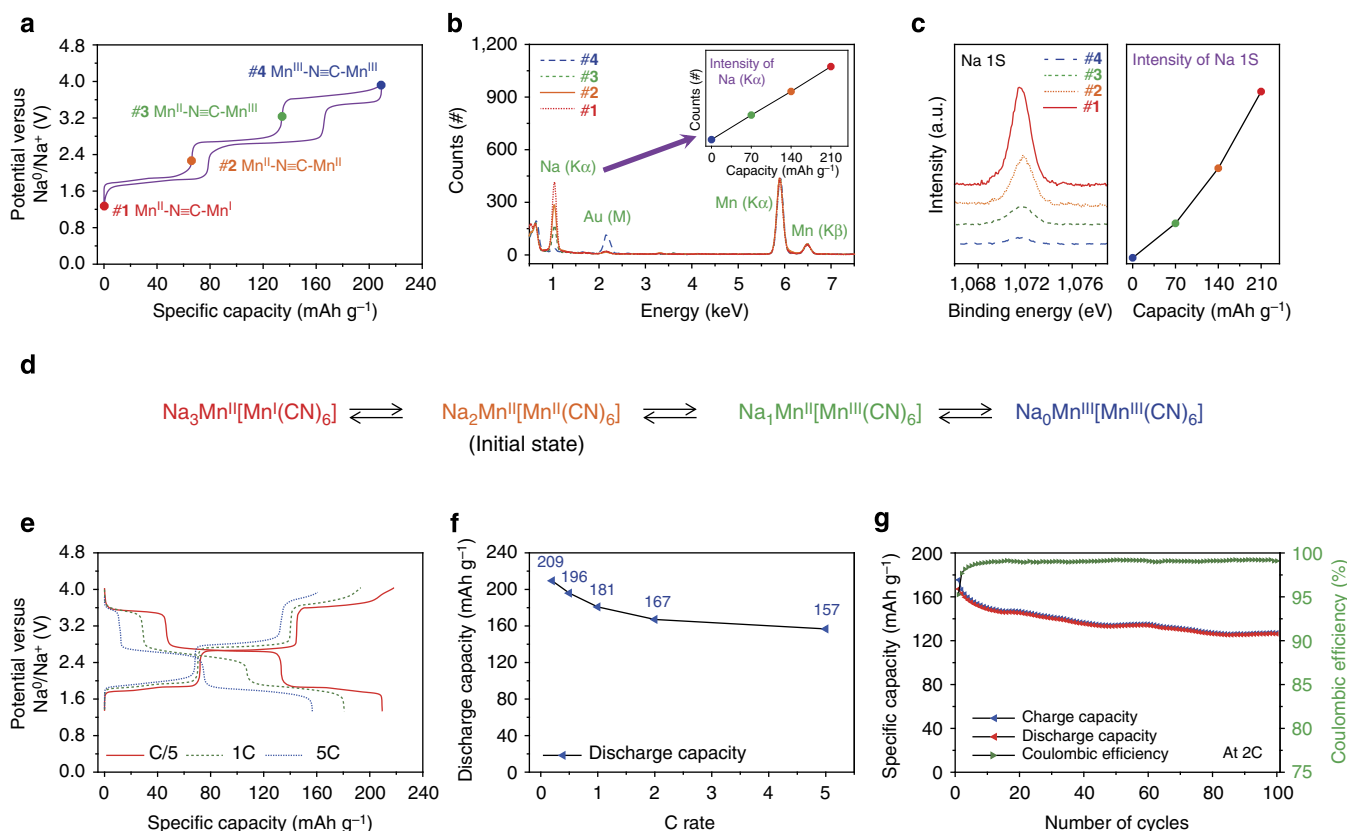 a
4.8
4.0
3.2
2.4
1.6
0.0
Potential versus
Na⁰/Na⁺ (V)
#4 Mnᴵᴵᴵ-N≡C-Mnᴵᴵᴵ
#3 Mnᴵᴵ-N≡C-Mnᴵᴵᴵ
#2 Mnᴵᴵ-N≡C-Mnᴵᴵ
#1 Mnᴵᴵ-N≡C-Mnᴵ
0 40 80 120 160 200 240
Specific capacity (mAh g⁻¹)
b
1,200
900
600
300
0
Counts (#)
#4
#3
#2
#1
Intensity of
Na (Kα)
Counts (#)
0 70 140 210
Capacity (mAh g⁻¹)
Na (Kα)
Au (M)
Mn (Kα)
Mn (Kβ)
1 2 3 4 5 6 7
Energy (keV)
c
Intensity (a.u.)
Na 1S
#4
#3
#2
#1
1,068 1,072 1,076
Binding energy (eV)
Intensity of Na 1S
0 70 140 210
Capacity (mAh g⁻¹)
d
Na₃Mnᴵᴵ[Mnᴵ(CN)₆]
Na₂Mnᴵᴵ[Mnᴵᴵ(CN)₆]
Na₁Mnᴵᴵ[Mnᴵᴵᴵ(CN)₆]
Na₀Mnᴵᴵᴵ[Mnᴵᴵᴵ(CN)₆]
(Initial state)
e
4.8
4.0
3.2
2.4
1.6
0.0
Potential versus
Na⁰/Na⁺ (V)
C/5 1C 5C
0 40 80 120 160 200 240
Specific capacity (mAh g⁻¹)
f
240
200
160
120
80
40
0
Discharge capacity (mAh g⁻¹)
209
196
181
167
157
Discharge capacity
0 1 2 3 4 5
C rate
g
200
160
120
80
40
0
Specific capacity (mAh g⁻¹)
100
95
90
85
80
75
Coulombic efficiency (%)
Charge capacity
Discharge capacity
Coulombic efficiency
At 2C
0 20 40 60 80 100
Number of cycles